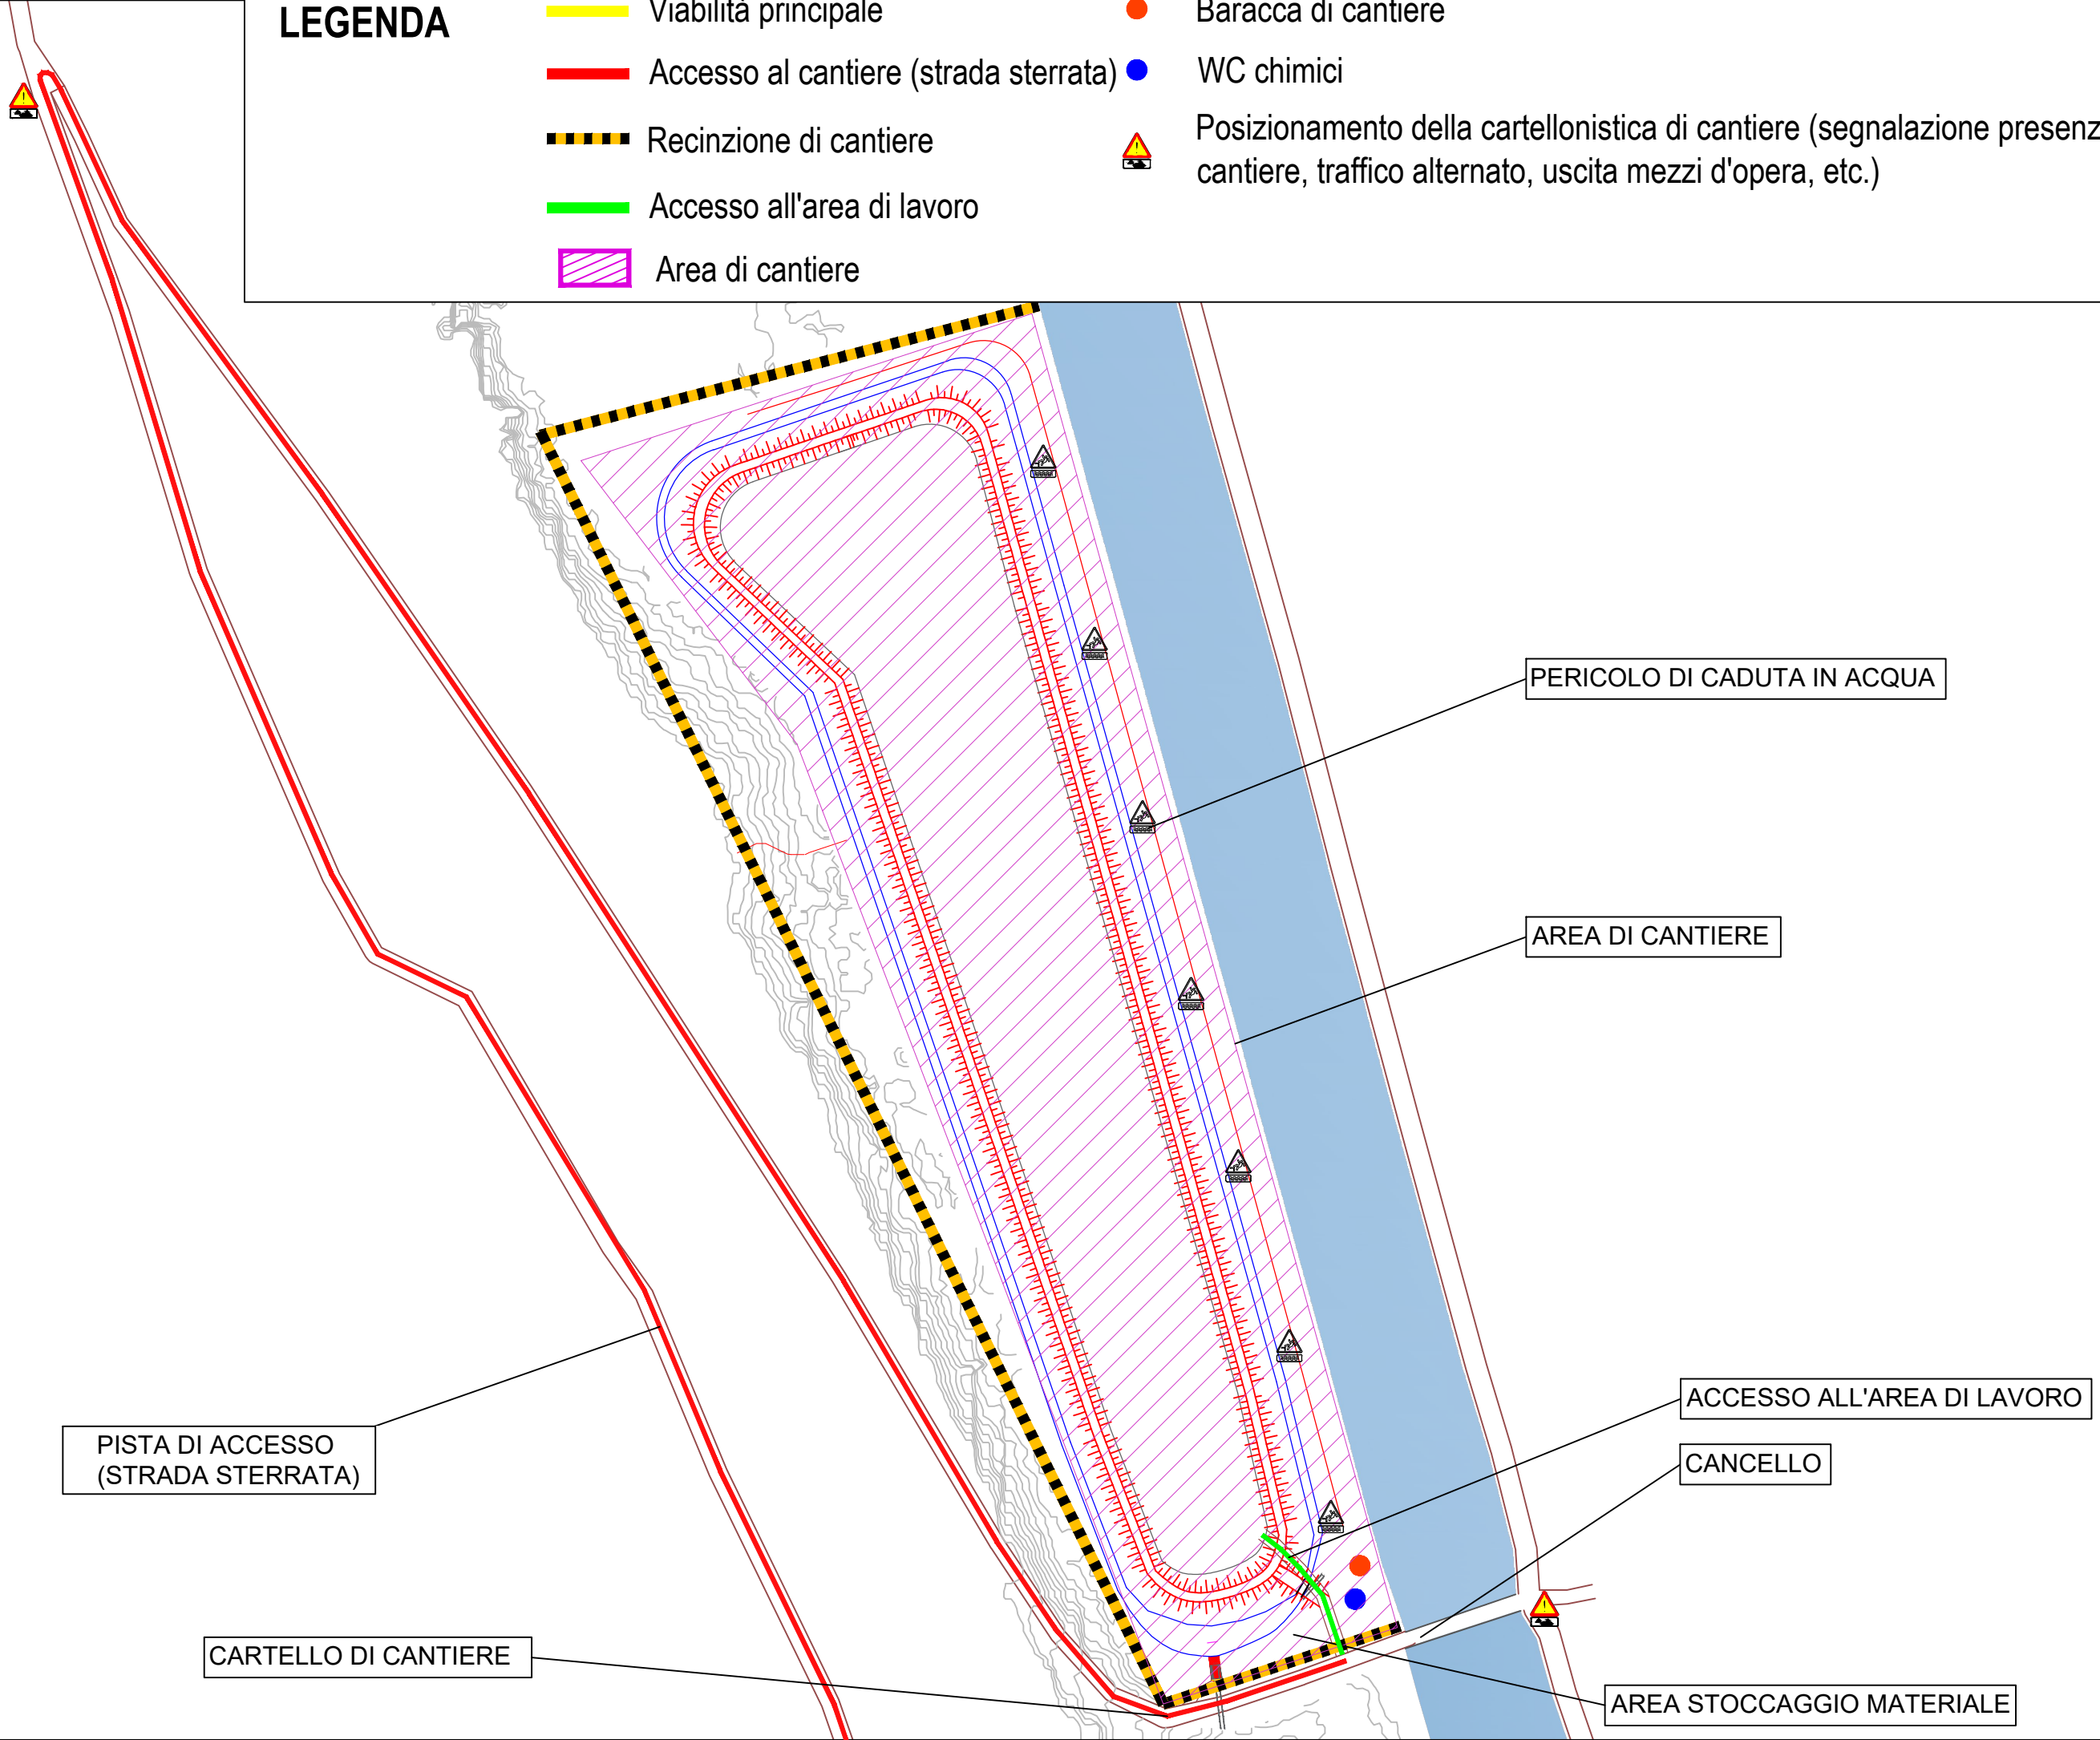 LEGENDA
Viabilità principale
Accesso al cantiere (strada sterrata)
Recinzione di cantiere
Accesso all'area di lavoro
Area di cantiere
Baracca di cantiere
WC chimici
Posizionamento della cartellonistica di cantiere (segnalazione
cantiere, traffico alternato, uscita mezzi d'opera, etc.)
PERICOLO DI CADUTA IN ACQUA
AREA DI CANTIERE
ACCESSO ALL'AREA DI LAVORO
CANCELLO
PISTA DI ACCESSO
(STRADA STERRATA)
CARTELLO DI CANTIERE
AREA STOCCAGGIO MATERIALE